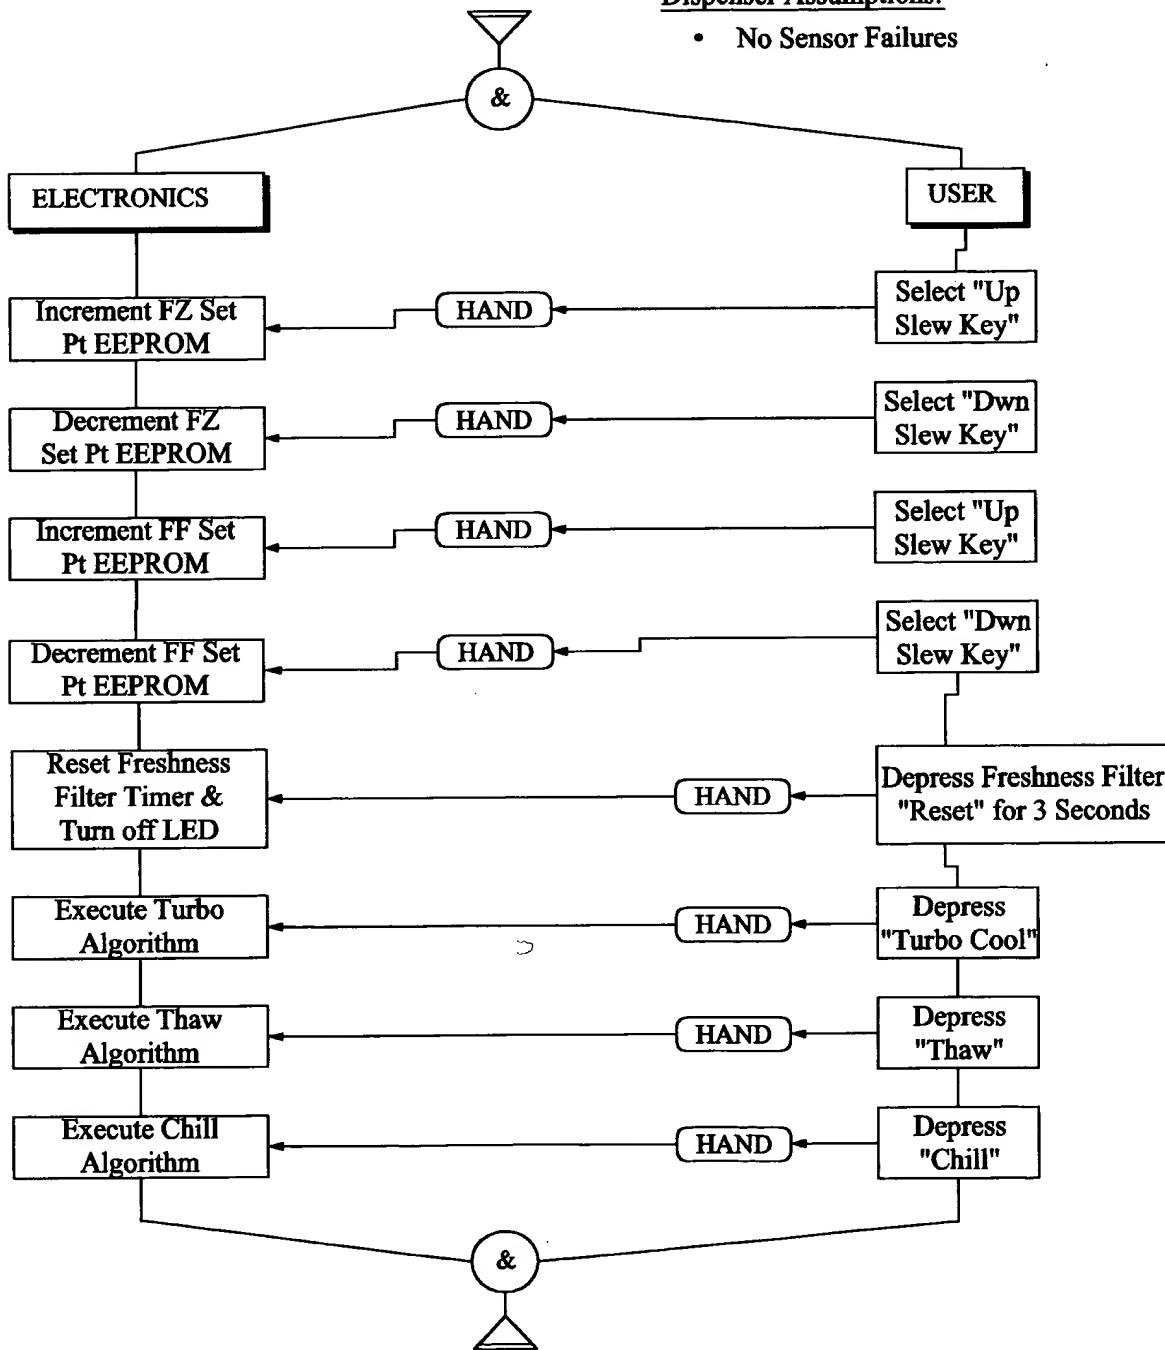 Dispenser Assumptions:
• No Sensor Failures
&
ELECTRONICS
USER
Increment FZ Set
Pt EEPROM
HAND
Select "Up
Slew Key"
Decrement FZ
Set Pt EEPROM
HAND
Select "Dwn
Slew Key"
Increment FF Set
Pt EEPROM
HAND
Select "Up
Slew Key"
Decrement FF Set
Pt EEPROM
HAND
Select "Dwn
Slew Key"
Reset Freshness
Filter Timer &
Turn off LED
HAND
Depress Freshness Filter
"Reset" for 3 Seconds
Execute Turbo
Algorithm
HAND
Depress
"Turbo Cool"
Execute Thaw
Algorithm
HAND
Depress
"Thaw"
Execute Chill
Algorithm
HAND
Depress
"Chill"
&